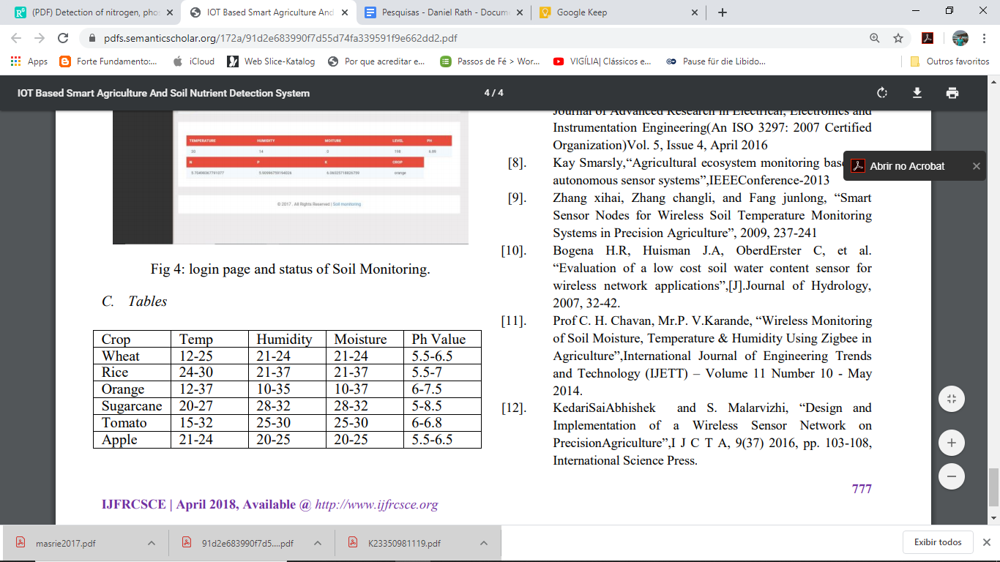 (PDF) Detection of nitrogen, pho
IOT Based Smart Agriculture And
Pesquisas - Daniel Rath - Docum
Google Keep
pdfs.semanticscholar.org/172a/91d2e683990f7d55d74fa339591f9e662dd2.pdf
Apps
Forte Fundamento:...
iCloud
Web Slice-Katalog
Por que acreditar e...
Passos de Fé > Wor...
VIGÍLIA| Clássicos e...
Pause für die Libido...
Outros favoritos
IOT Based Smart Agriculture And Soil Nutrient Detection System
4 / 4
Abrir no Acrobat
TEMPERATURE HUMIDITY MOITURE LEVEL PH
20 14 0 198 6.89
N P K CROP
orange
© 2017 . All Rights Reserved | Soil monitoring
Fig 4: login page and status of Soil Monitoring.
C. Tables
Crop Temp Humidity Moisture Ph Value
Wheat 12-25 21-24 21-24 5.5-6.5
Rice 24-30 21-37 21-37 5.5-7
Orange 12-37 10-35 10-37 6-7.5
Sugarcane 20-27 28-32 28-32 5-8.5
Tomato 15-32 25-30 25-30 6-6.8
Apple 21-24 20-25 20-25 5.5-6.5
Journal of Advanced Research in Electrical, Electronics and
Instrumentation Engineering(An ISO 3297: 2007 Certified
Organization)Vol. 5, Issue 4, April 2016
[8]. Kay Smarsly,“Agricultural ecosystem monitoring
autonomous sensor systems”,IEEEConference-2013
[9]. Zhang xihai, Zhang changli, and Fang junlong, “Smart
Sensor Nodes for Wireless Soil Temperature Monitoring
Systems in Precision Agriculture”, 2009, 237-241
[10]. Bogena H.R, Huisman J.A, OberdErster C, et al.
“Evaluation of a low cost soil water content sensor for
wireless network applications”,[J].Journal of Hydrology,
2007, 32-42.
[11]. Prof C. H. Chavan, Mr.P. V.Karande, “Wireless Monitoring
of Soil Moisture, Temperature & Humidity Using Zigbee in
Agriculture”,International Journal of Engineering Trends
and Technology (IJETT) – Volume 11 Number 10 - May
2014.
[12]. KedariSaiAbhishek and S. Malarvizhi, “Design and
Implementation of a Wireless Sensor Network on
PrecisionAgriculture”,I J C T A, 9(37) 2016, pp. 103-108,
International Science Press.
777
IJFRCSCE | April 2018, Available @ http://www.ijfrcsce.org
masrie2017.pdf
91d2e683990f7d5....pdf
K23350981119.pdf
Exibir todos